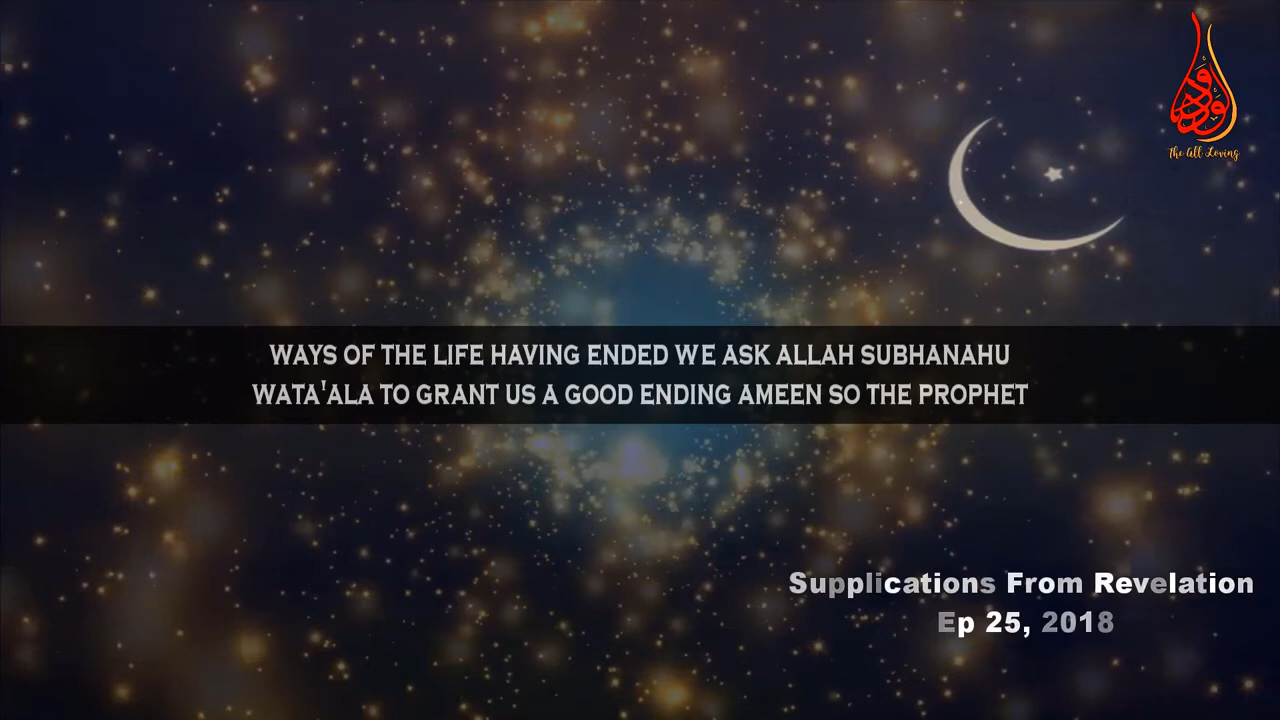 الودود
The All Loving
WAYS OF THE LIFE HAVING ENDED WE ASK ALLAH SUBHANAHU
WATA'ALA TO GRANT US A GOOD ENDING AMEEN SO THE PROPHET
Supplications From Revelation
Ep 25, 2018